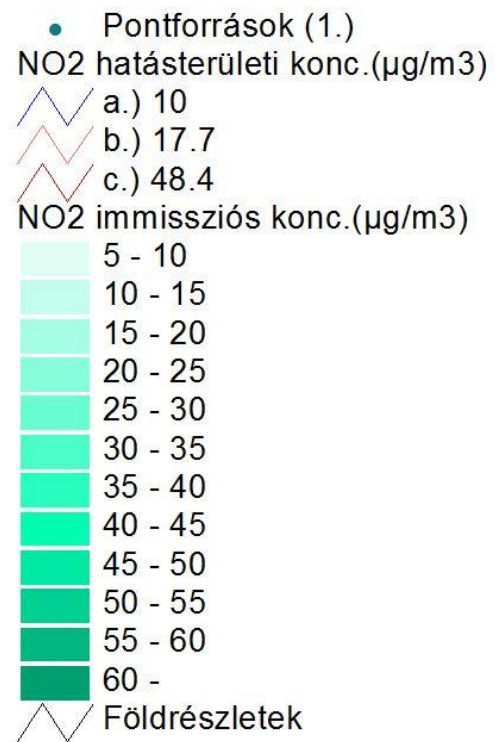 Pontforrások (1.)
NO2 hatásterületi konc.(µg/m3)
a.) 10
b.) 17.7
c.) 48.4
NO2 immissziós konc.(µg/m3)
5 - 10
10 - 15
15 - 20
20 - 25
25 - 30
30 - 35
35 - 40
40 - 45
45 - 50
50 - 55
55 - 60
60 -
Földrészletek